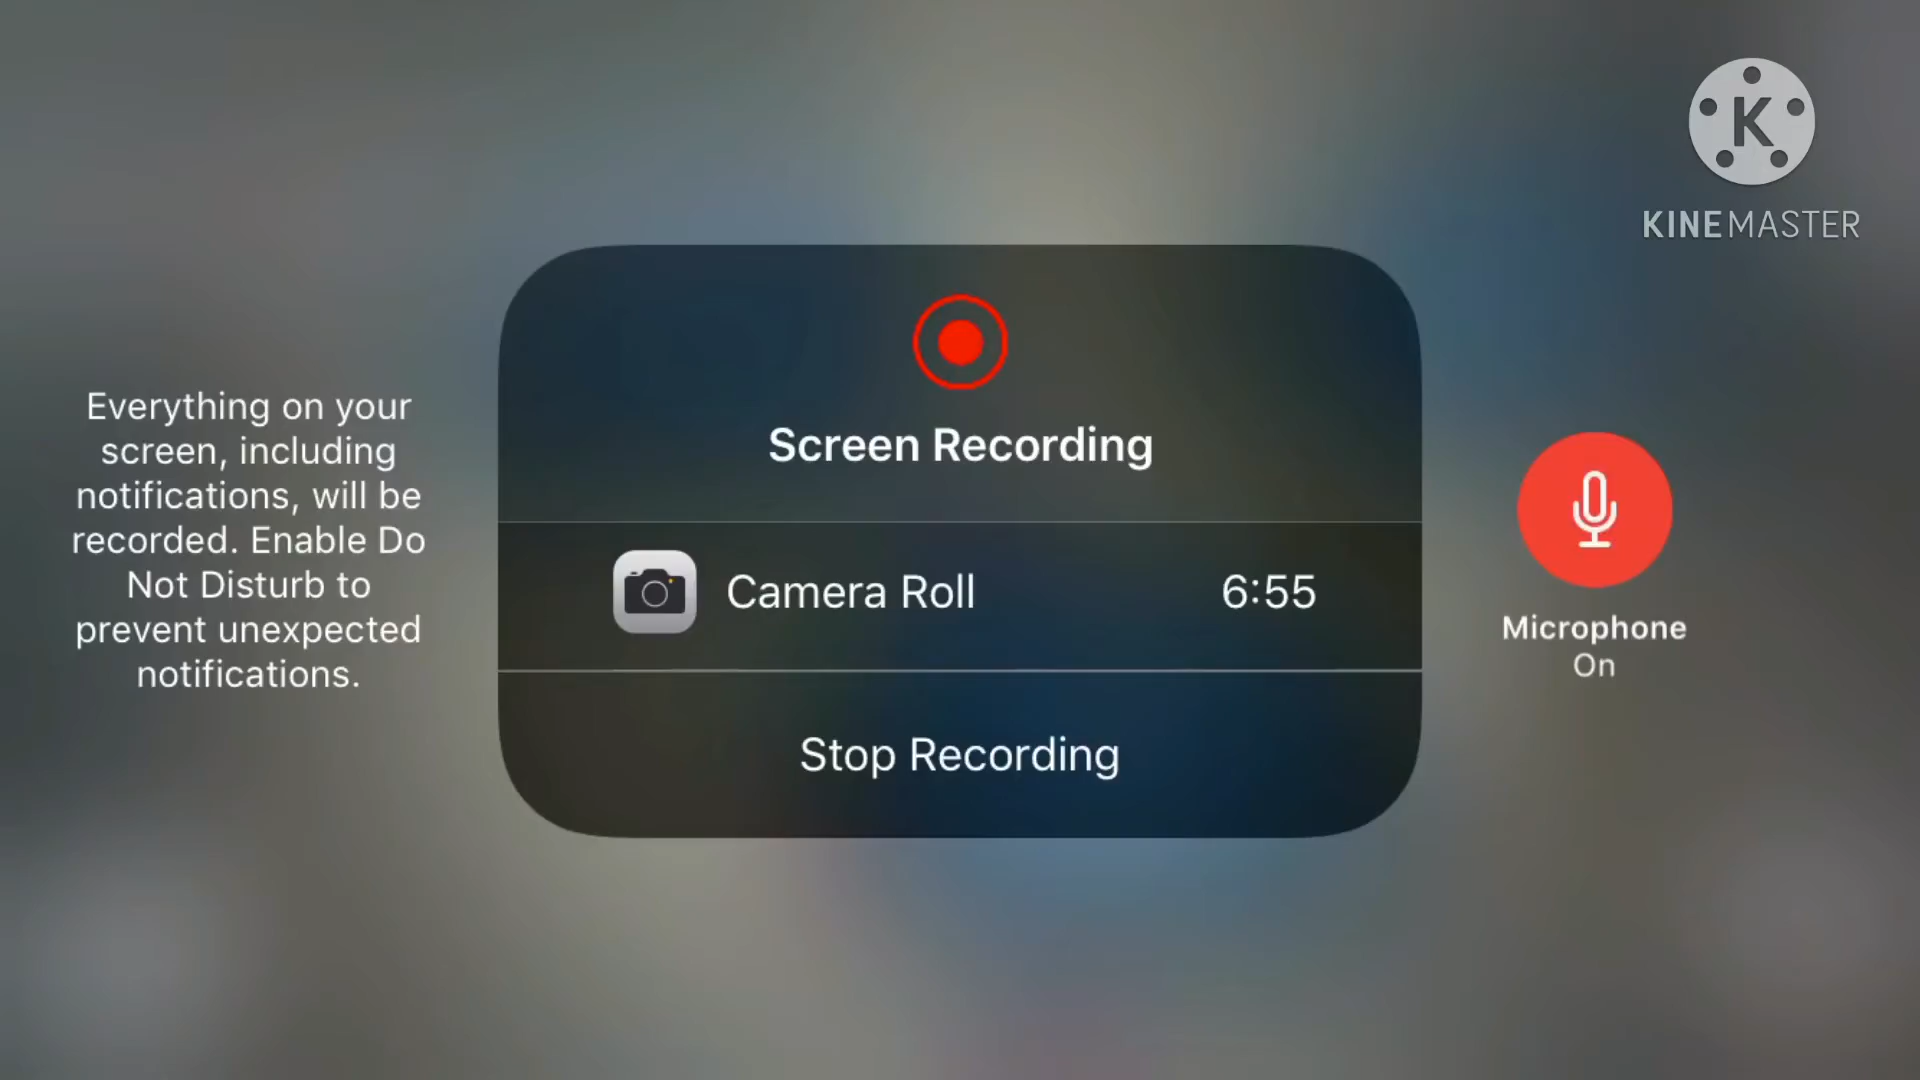 K
KINEMASTER
Everything on your
screen, including
notifications, will be
recorded. Enable Do
Not Disturb to
prevent unexpected
notifications.
Screen Recording
Camera Roll 6:55
Stop Recording
Microphone
On